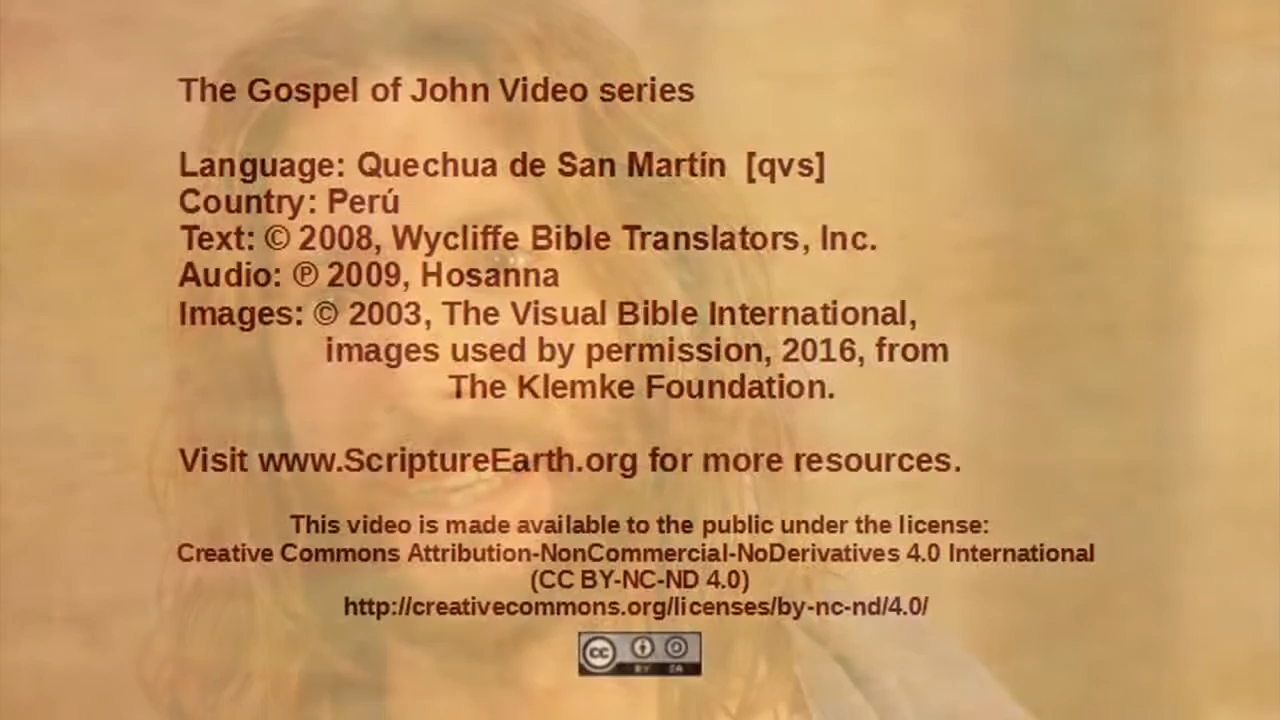 The Gospel of John Video series
Language: Quechua de San Martín [qvs]
Country: Perú
Text: © 2008, Wycliffe Bible Translators, Inc.
Audio: ℗ 2009, Hosanna
Images: © 2003, The Visual Bible International,
images used by permission, 2016, from
The Klemke Foundation.
Visit www.ScriptureEarth.org for more resources.
This video is made available to the public under the license:
Creative Commons Attribution-NonCommercial-NoDerivatives 4.0 International
(CC BY-NC-ND 4.0)
http://creativecommons.org/licenses/by-nc-nd/4.0/
cc
BY SA